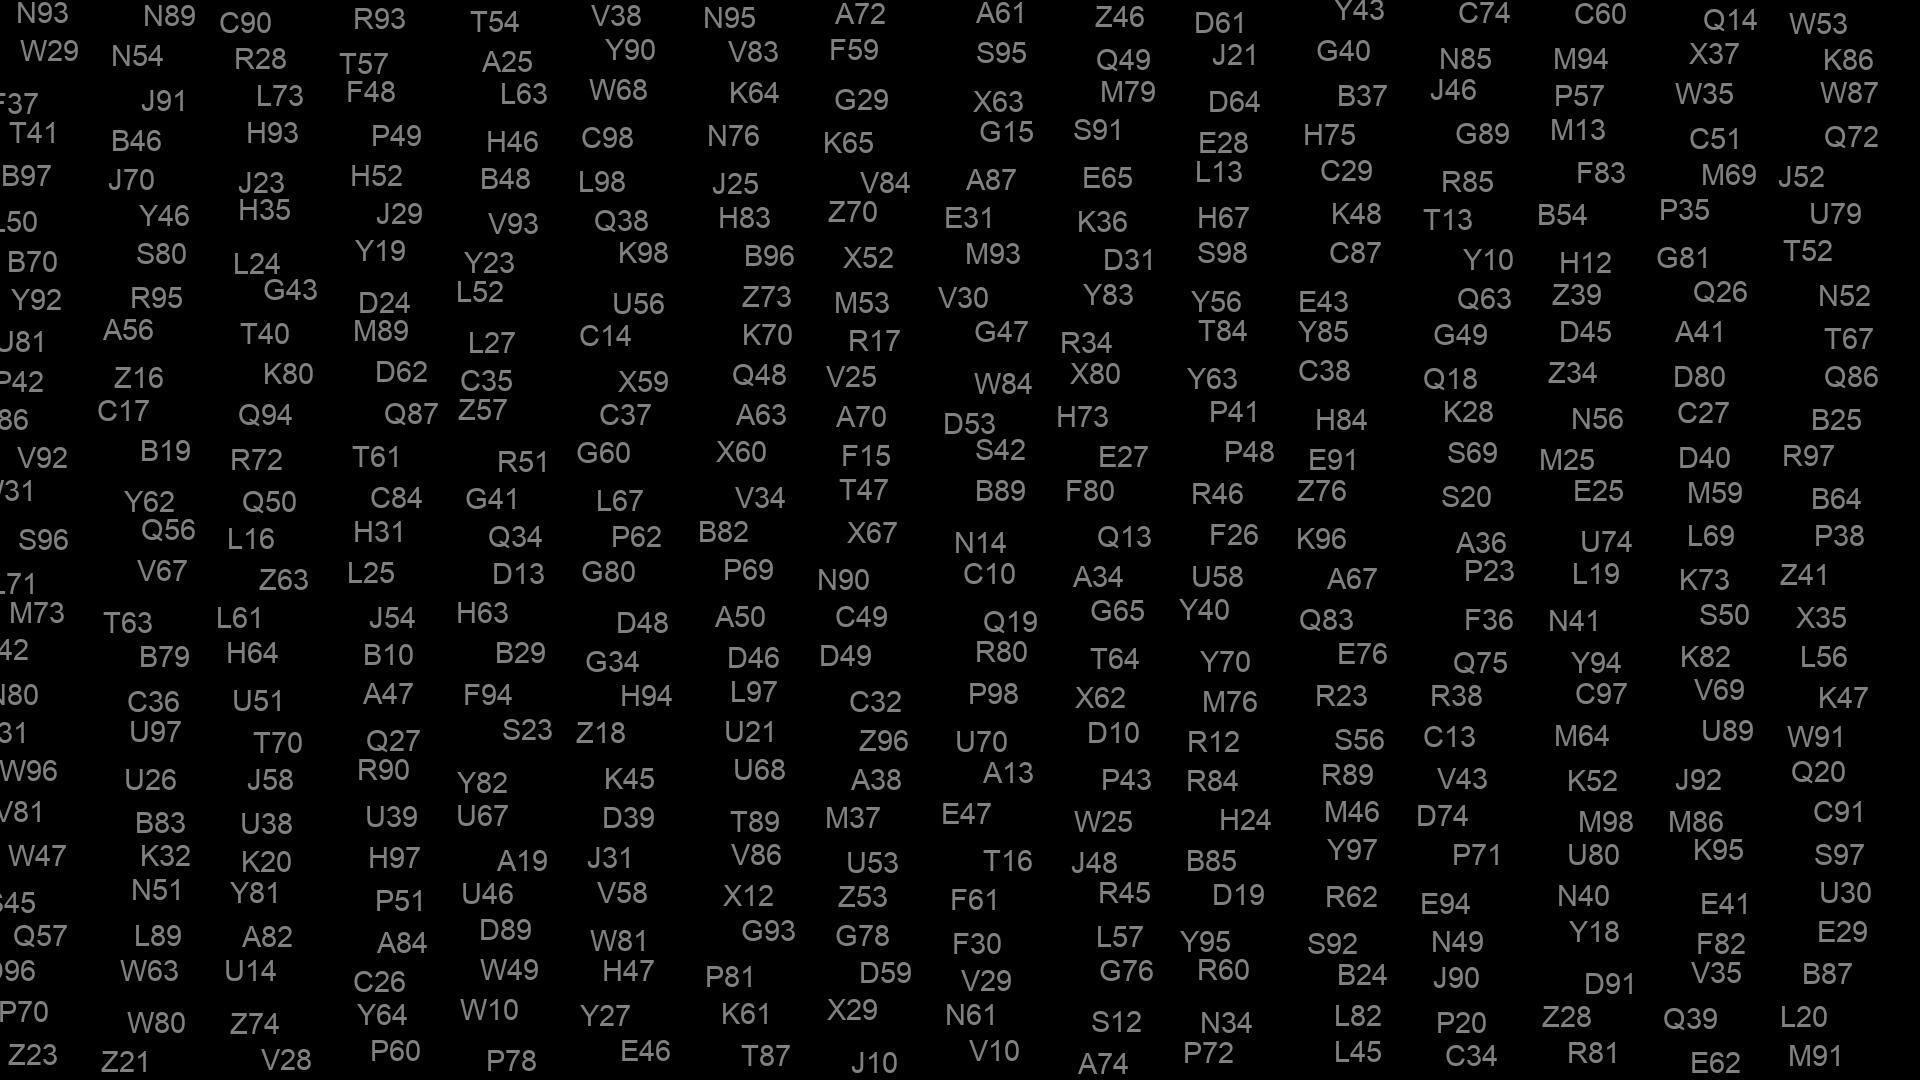 N93 N89 C90 R93 T54 V38 N95 A72 A61 Z46 D61 Y43 C74 C60 Q14 W53
W29 N54 R28 T57 A25 Y90 V83 F59 S95 Q49 J21 G40 N85 M94 X37 K86
F37 J91 L73 F48 L63 W68 K64 G29 X63 M79 D64 B37 J46 P57 W35 W87
T41 B46 H93 P49 H46 C98 N76 K65 G15 S91 E28 H75 G89 M13 C51 Q72
B97 J70 J23 H52 B48 L98 J25 V84 A87 E65 L13 C29 R85 F83 M69 J52
L50 Y46 H35 J29 V93 Q38 H83 Z70 E31 K36 H67 K48 T13 B54 P35 U79
B70 S80 L24 Y19 Y23 K98 B96 X52 M93 D31 S98 C87 Y10 H12 G81 T52
Y92 R95 G43 D24 L52 U56 Z73 M53 V30 Y83 Y56 E43 Q63 Z39 Q26 N52
U81 A56 T40 M89 L27 C14 K70 R17 G47 R34 T84 Y85 G49 D45 A41 T67
P42 Z16 K80 D62 C35 X59 Q48 V25 W84 X80 Y63 C38 Q18 Z34 D80 Q86
86 C17 Q94 Q87 Z57 C37 A63 A70 D53 H73 P41 H84 K28 N56 C27 B25
V92 B19 R72 T61 R51 G60 X60 F15 S42 E27 P48 E91 S69 M25 D40 R97
31 Y62 Q50 C84 G41 L67 V34 T47 B89 F80 R46 Z76 S20 E25 M59 B64
S96 Q56 L16 H31 Q34 P62 B82 X67 N14 Q13 F26 K96 A36 U74 L69 P38
L71 V67 Z63 L25 D13 G80 P69 N90 C10 A34 U58 A67 P23 L19 K73 Z41
M73 T63 L61 J54 H63 D48 A50 C49 Q19 G65 Y40 Q83 F36 N41 S50 X35
42 B79 H64 B10 B29 G34 D46 D49 R80 T64 Y70 E76 Q75 Y94 K82 L56
N80 C36 U51 A47 F94 H94 L97 C32 P98 X62 M76 R23 R38 C97 V69 K47
31 U97 T70 Q27 S23 Z18 U21 Z96 U70 D10 R12 S56 C13 M64 U89 W91
W96 U26 J58 R90 Y82 K45 U68 A38 A13 P43 R84 R89 V43 K52 J92 Q20
V81 B83 U38 U39 U67 D39 T89 M37 E47 W25 H24 M46 D74 M98 M86 C91
W47 K32 K20 H97 A19 J31 V86 U53 T16 J48 B85 Y97 P71 U80 K95 S97
S45 N51 Y81 P51 U46 V58 X12 Z53 F61 R45 D19 R62 E94 N40 E41 U30
Q57 L89 A82 A84 D89 W81 G93 G78 F30 L57 Y95 S92 N49 Y18 F82 E29
96 W63 U14 C26 W49 H47 P81 D59 V29 G76 R60 B24 J90 D91 V35 B87
P70 W80 Z74 Y64 W10 Y27 K61 X29 N61 S12 N34 L82 P20 Z28 Q39 L20
Z23 Z21 V28 P60 P78 E46 T87 J10 V10 A74 P72 L45 C34 R81 E62 M91